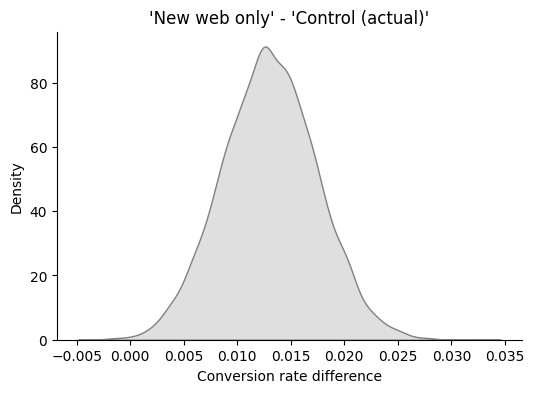 'New web only' - 'Control (actual)'
Density
80
60
40
20
0
−0.005 0.000 0.005 0.010 0.015 0.020 0.025 0.030 0.035
Conversion rate difference